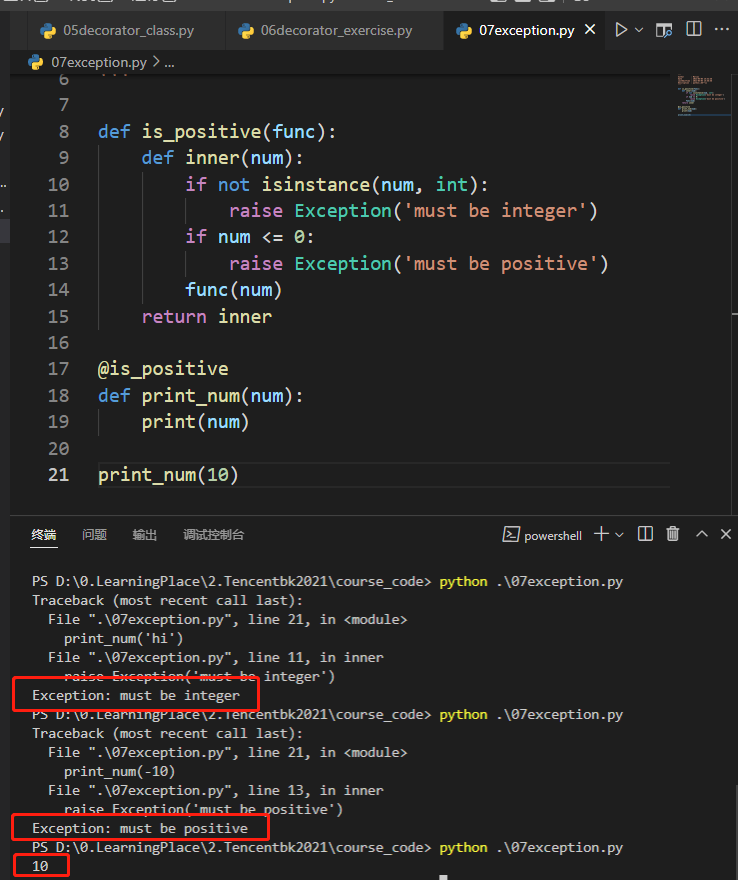 05decorator_class.py 06decorator_exercise.py 07exception.py
07exception.py > ...
6 '''
7
8 def is_positive(func):
9 def inner(num):
10 if not isinstance(num, int):
11 raise Exception('must be integer')
12 if num <= 0:
13 raise Exception('must be positive')
14 func(num)
15 return inner
16
17 @is_positive
18 def print_num(num):
19 print(num)
20
21 print_num(10)
终端 问题 输出 调试控制台 powershell
PS D:\0.LearningPlace\2.Tencentbk2021\course_code> python .\07exception.py
Traceback (most recent call last):
File ".\07exception.py", line 21, in <module>
print_num('hi')
File ".\07exception.py", line 11, in inner
raise Exception('must be integer')
Exception: must be integer
PS D:\0.LearningPlace\2.Tencentbk2021\course_code> python .\07exception.py
Traceback (most recent call last):
File ".\07exception.py", line 21, in <module>
print_num(-10)
File ".\07exception.py", line 13, in inner
raise Exception('must be positive')
Exception: must be positive
PS D:\0.LearningPlace\2.Tencentbk2021\course_code> python .\07exception.py
10